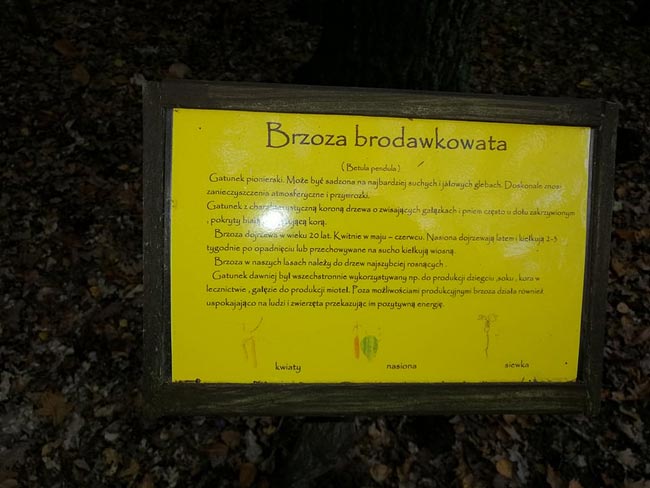 Brzoza brodawkowata
( Betula pendula )
Gatunek pionierski. Może być sadzona na najbardziej suchych i jałowych glebach. Doskonale znosi
zanieczyszczenia atmosferyczne i przymrozki.
Gatunek z charakterystyczną koroną drzewa o zwisających gałązkach i pniem często u dołu zakrzywionym
, pokryty korą.
Brzoza dojrzewa w wieku 20 lat. Kwitnie w maju – czerwcu. Nasiona dojrzewają latem i kiełkują 2-3
tygodnie po opadnięciu lub przechowywane na sucho kiełkują wiosną.
Brzoza w naszych lasach należy do drzew najszybciej rosnących .
Gatunek dawniej był wszechstronnie wykorzystywany np. do produkcji dziegciu ,soku , kora w
lecznictwie , gałęzie do produkcji mioteł. Poza możliwościami produkcyjnymi brzoza działa również
uspokajająco na ludzi i zwierzęta przekazując im pozytywną energię.
kwiaty
nasiona
siewka